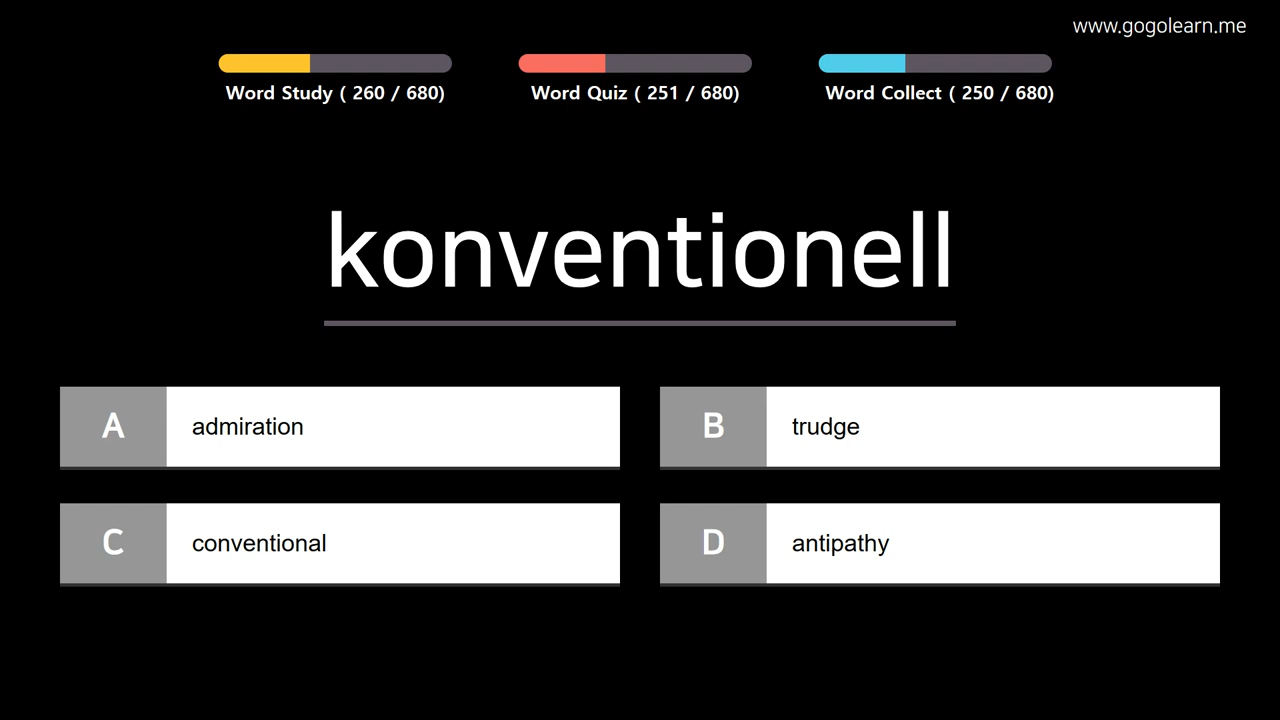 www.gogolearn.me
Word Study ( 260 / 680)
Word Quiz ( 251 / 680)
Word Collect ( 250 / 680)
konventionell
A admiration
B trudge
C conventional
D antipathy